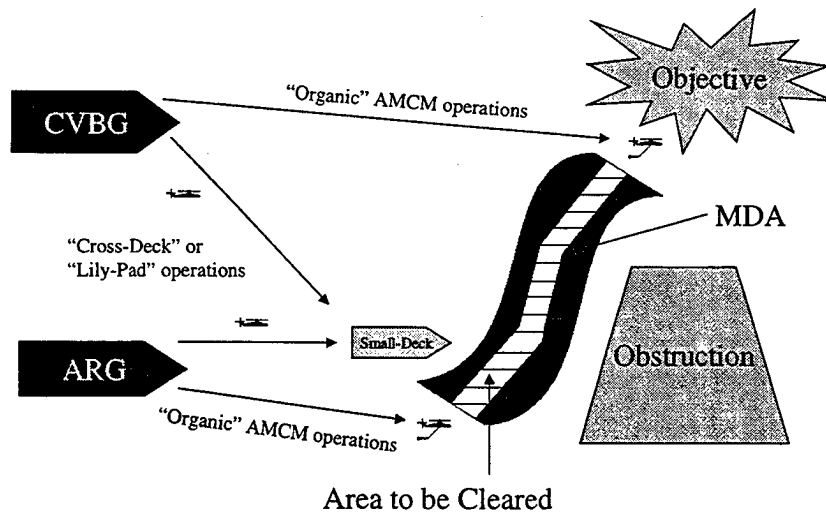 Objective
"Organic" AMCM operations
CVBG
MDA
"Cross-Deck" or
"Lily-Pad" operations
Small-Deck
Obstruction
ARG
"Organic" AMCM operations
Area to be Cleared